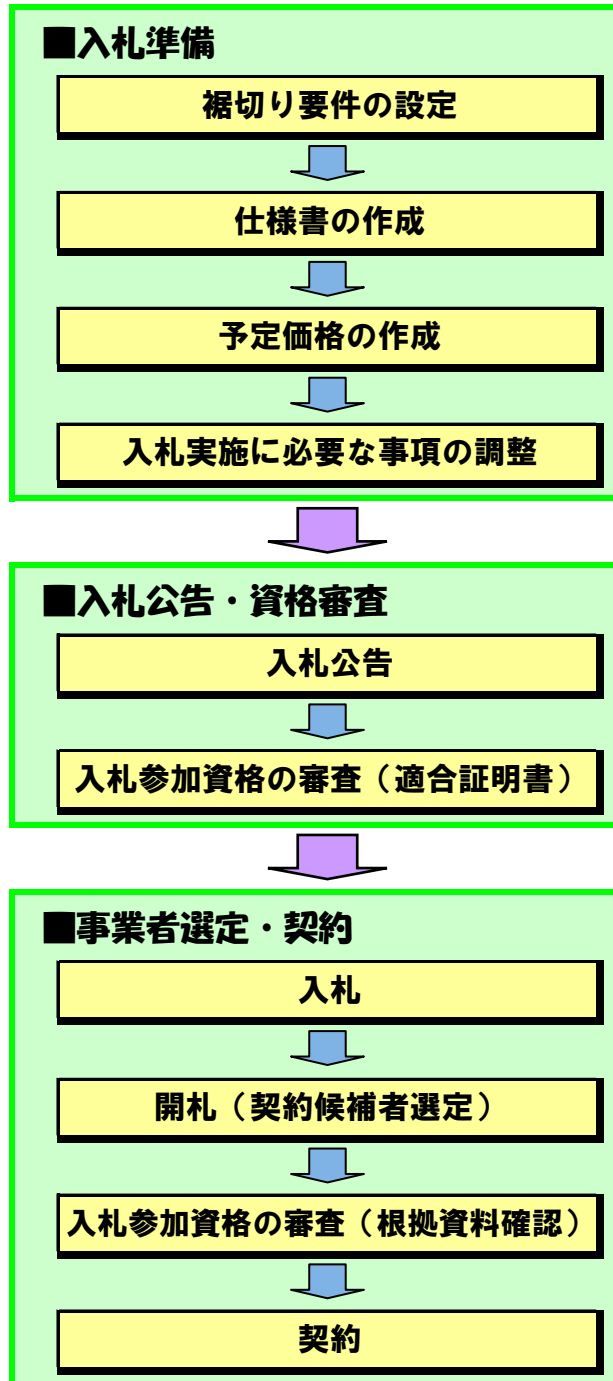 ■入札準備
裾切り要件の設定
仕様書の作成
予定価格の作成
入札実施に必要な事項の調整
■入札公告・資格審査
入札公告
入札参加資格の審査（適合証明書）
■事業者選定・契約
入札
開札（契約候補者選定）
入札参加資格の審査（根拠資料確認）
契約